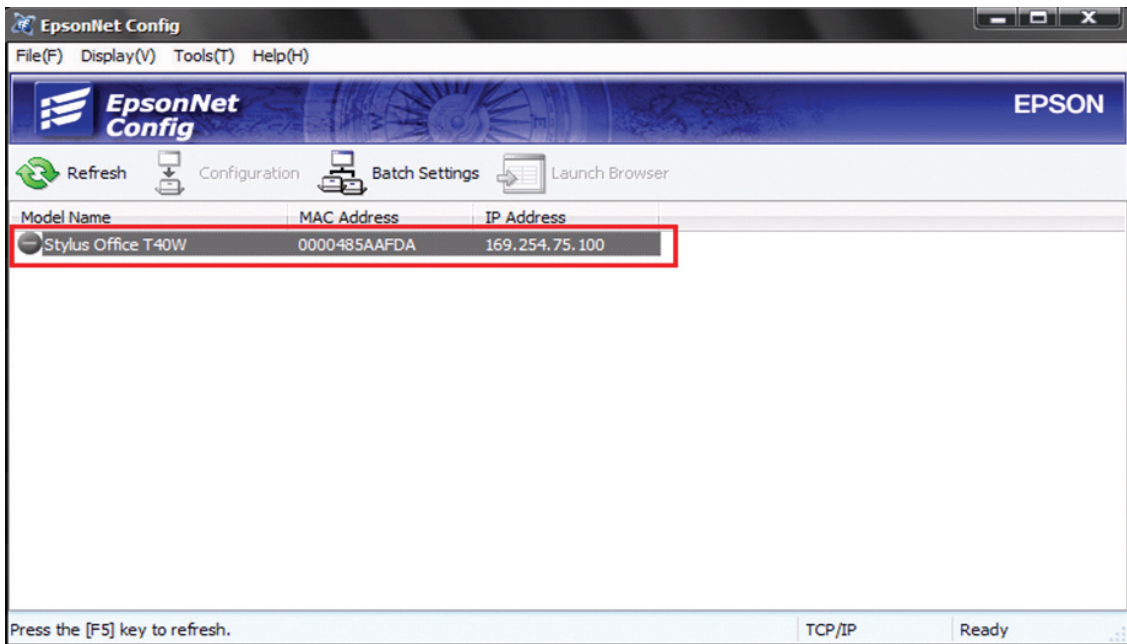 EpsonNet Config
File(F) Display(V) Tools(T) Help(H)
EpsonNet
Config
EPSON
Refresh Configuration Batch Settings Launch Browser
Model Name MAC Address IP Address
Stylus Office T40W 0000485AAFDA 169.254.75.100
Press the [F5] key to refresh. TCP/IP Ready